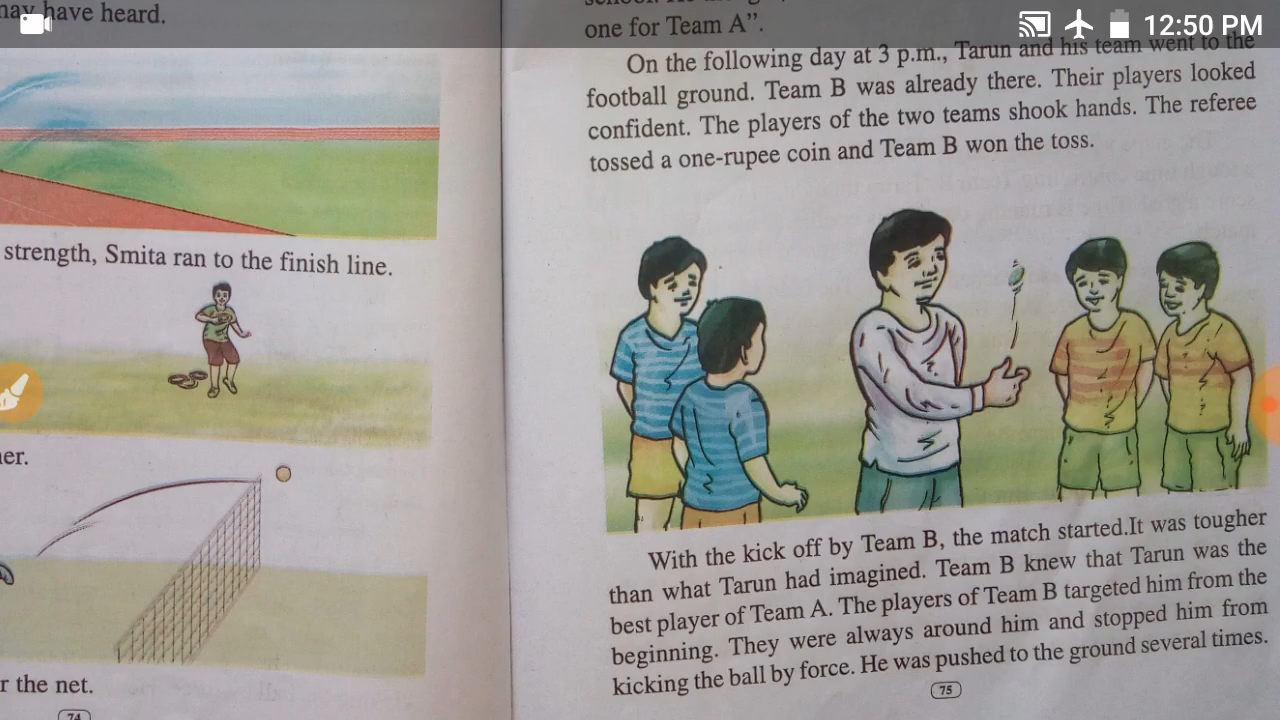 12:50 PM
may have heard.
strength, Smita ran to the finish line.
er.
r the net.
74
one for Team A”.
On the following day at 3 p.m., Tarun and his team went to the
football ground. Team B was already there. Their players looked
confident. The players of the two teams shook hands. The referee
tossed a one-rupee coin and Team B won the toss.
With the kick off by Team B, the match started.It was tougher
than what Tarun had imagined. Team B knew that Tarun was the
best player of Team A. The players of Team B targeted him from the
beginning. They were always around him and stopped him from
kicking the ball by force. He was pushed to the ground several times.
75